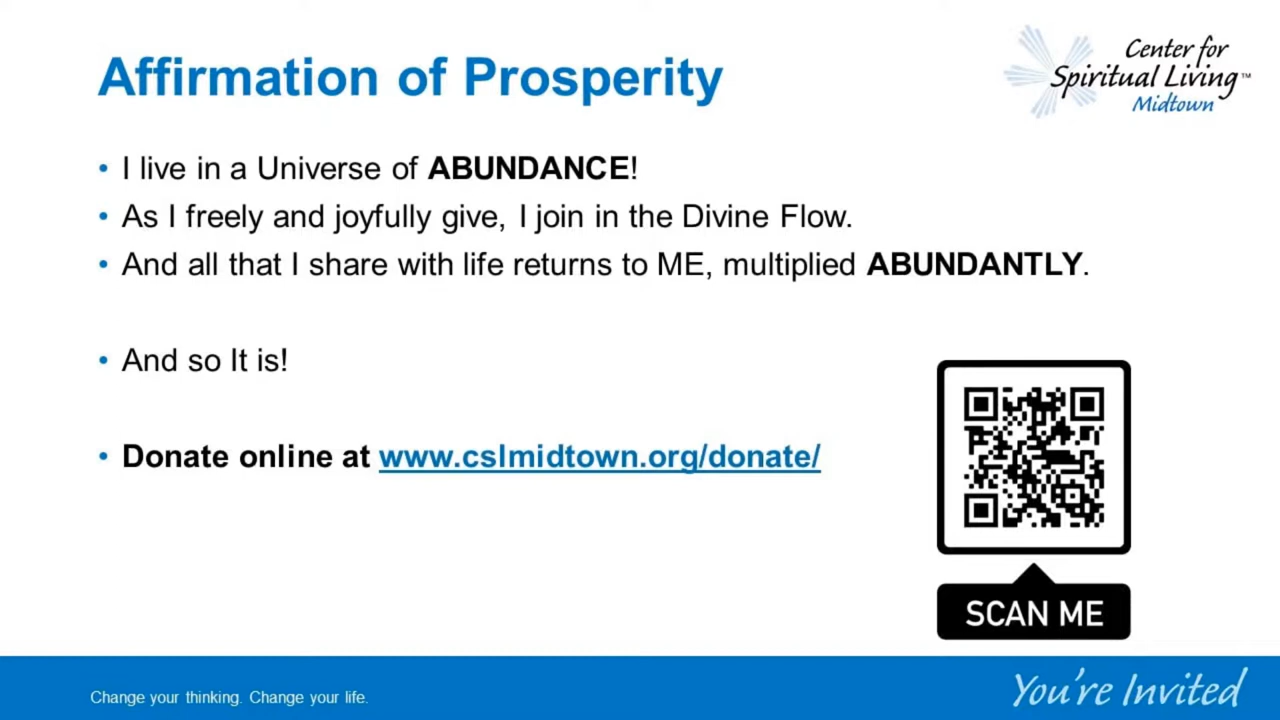 Affirmation of Prosperity
Center for
Spiritual Living™
Midtown
• I live in a Universe of ABUNDANCE!
• As I freely and joyfully give, I join in the Divine Flow.
• And all that I share with life returns to ME, multiplied ABUNDANTLY.
• And so It is!
• Donate online at www.cslmidtown.org/donate/
SCAN ME
Change your thinking. Change your life.
You're Invited